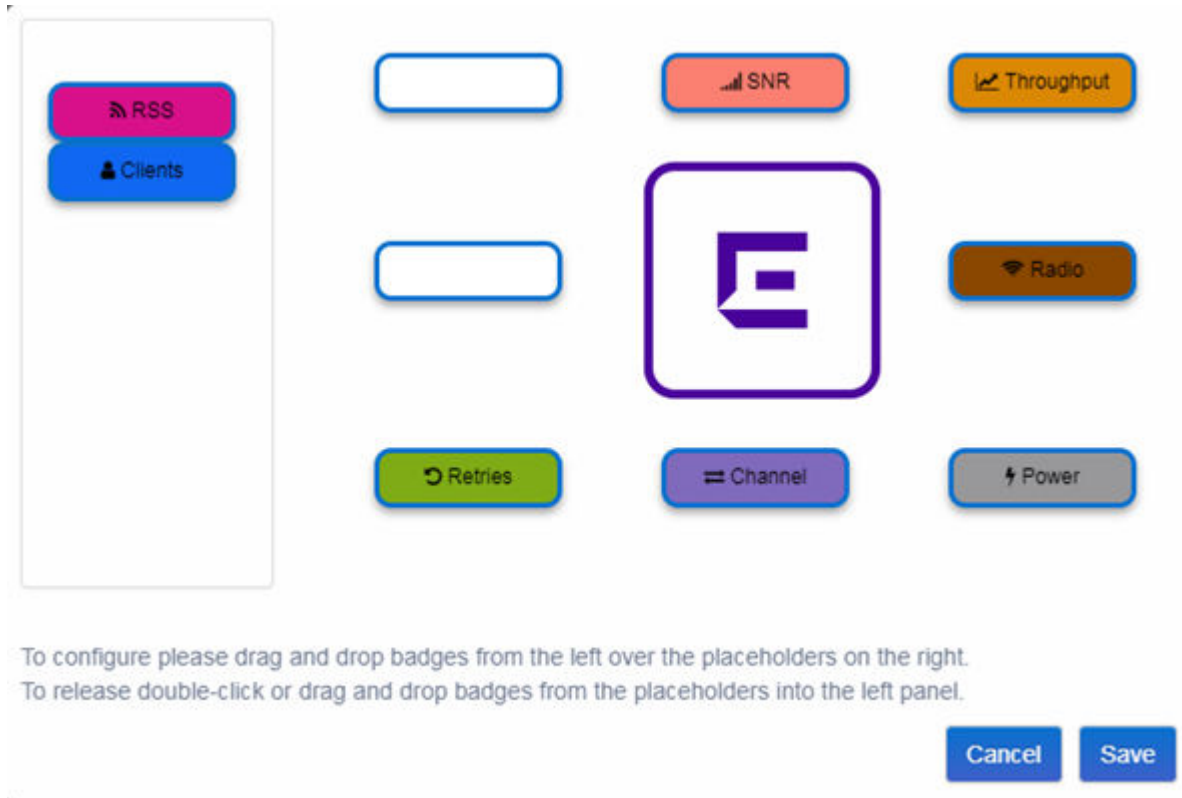 RSS
Clients
SNR
Throughput
Radio
Retries
Channel
Power
To configure please drag and drop badges from the left over the placeholders on the right.
To release double-click or drag and drop badges from the placeholders into the left panel.
Cancel
Save